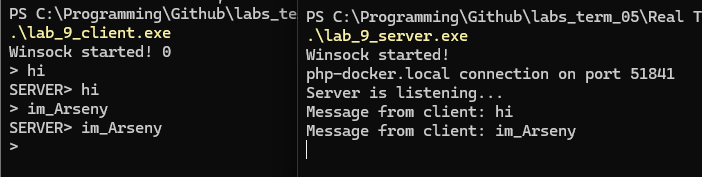 PS C:\Programming\Github\labs_te
.\lab_9_client.exe
Winsock started! 0
> hi
SERVER> hi
> im_Arseny
SERVER> im_Arseny
>
PS C:\Programming\Github\labs_term_05\Real T
.\lab_9_server.exe
Winsock started!
php-docker.local connection on port 51841
Server is listening...
Message from client: hi
Message from client: im_Arseny